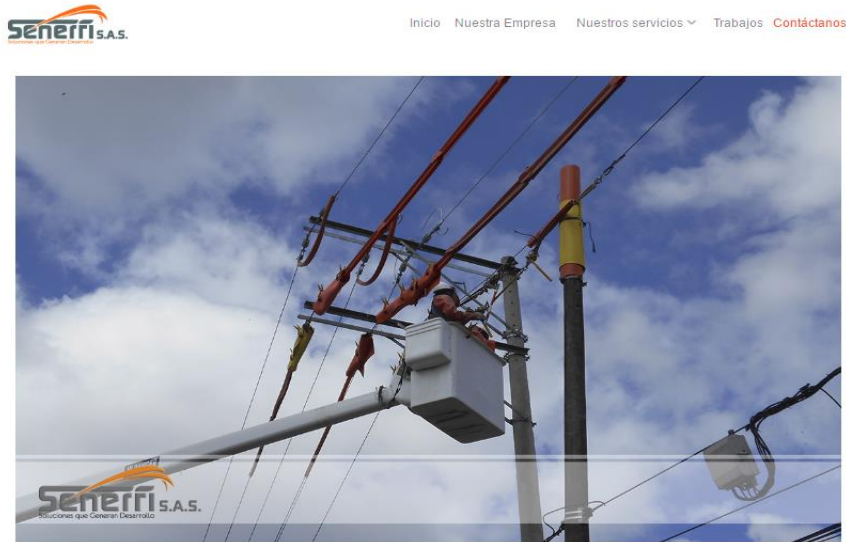 Senerfi S.A.S.
Soluciones que Generan Desarrollo
Inicio Nuestra Empresa Nuestros servicios Trabajos Contáctanos
Senerfi S.A.S.
Soluciones que Generan Desarrollo